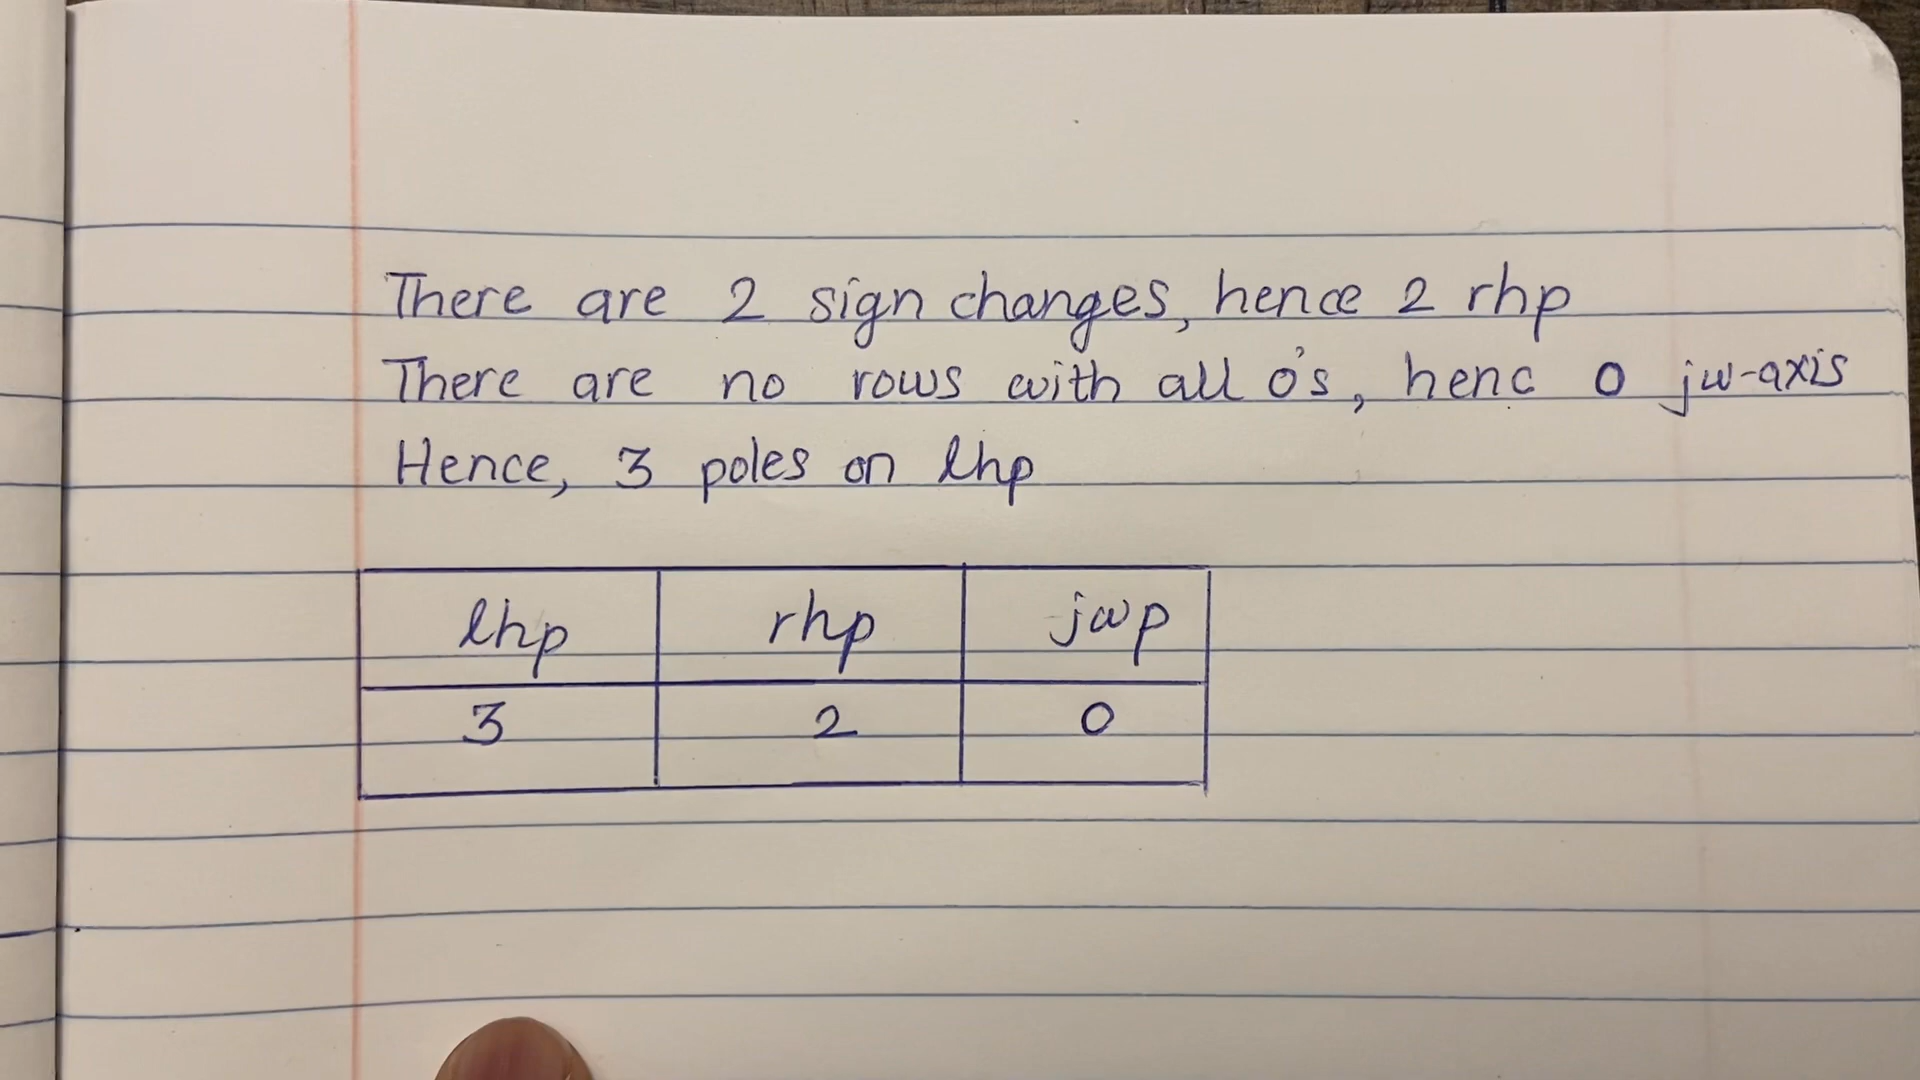 There are 2 sign changes, hence 2 rhp
There are no rows with all 0's, henc 0 jw-axis
Hence, 3 poles on lhp
lhp rhp jωp
3 2 0